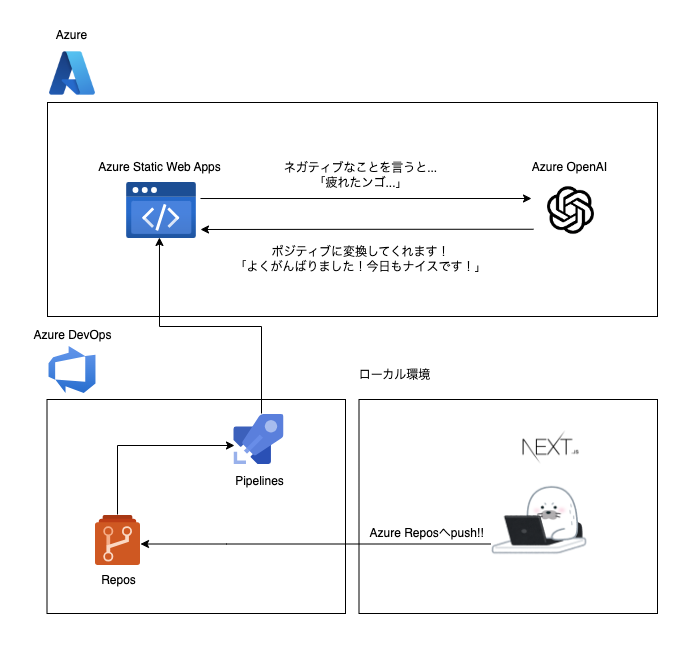 Azure
Azure Static Web Apps
ネガティブなことを言うと...
「疲れたンゴ...」
Azure OpenAI
ポジティブに変換してくれます！
「よくがんばりました！今日もナイスです！」
Azure DevOps
ローカル環境
NEXT.JS
Pipelines
Azure Reposへpush!!
Repos